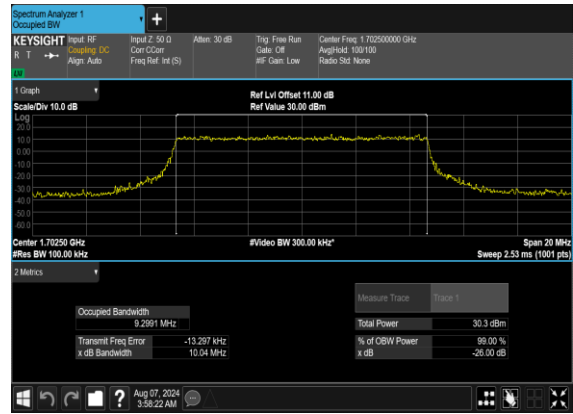 Spectrum Analyzer 1
Occupied BW
+
KEYSIGHT
R T
LXI
Input: RF
Coupling: DC
Align: Auto
Input Z: 50 Ω
Corr CCorr
Freq Ref: Int (S)
Atten: 30 dB
Trig: Free Run
Gate: Off
#IF Gain: Low
Center Freq: 1.702500000 GHz
Avg|Hold: 100/100
Radio Std: None
1 Graph
Scale/Div 10.0 dB
Ref Lvl Offset 11.00 dB
Ref Value 30.00 dBm
Log
20.0
10.0
0.00
-10.0
-20.0
-30.0
-40.0
-50.0
-60.0
Center 1.70250 GHz
#Res BW 100.00 kHz
#Video BW 300.00 kHz*
Span 20 MHz
Sweep 2.53 ms (1001 pts)
2 Metrics
Measure Trace Trace 1
Occupied Bandwidth
9.2991 MHz
Total Power 30.3 dBm
Transmit Freq Error -13.297 kHz
% of OBW Power 99.00 %
x dB Bandwidth 10.04 MHz
x dB -26.00 dB
?
Aug 07, 2024
3:58:22 AM